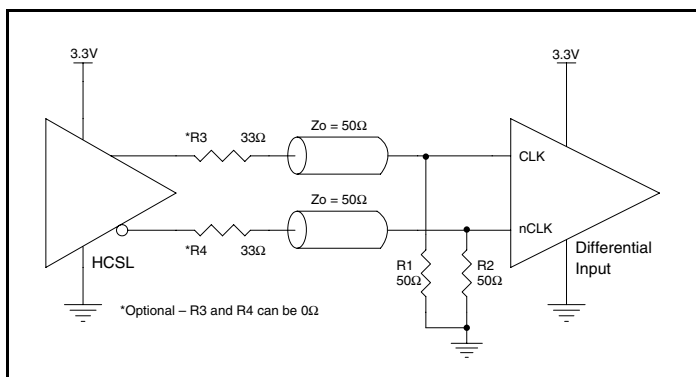 3.3V
3.3V
*R3
33Ω
Zo = 50Ω
CLK
Zo = 50Ω
nCLK
*R4
33Ω
HCSL
R1
50Ω
R2
50Ω
Differential
Input
*Optional – R3 and R4 can be 0Ω